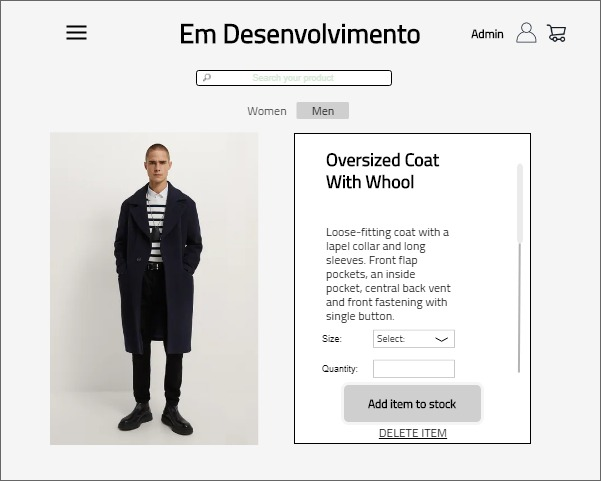 Em Desenvolvimento
Admin
Search your product
Women
Men
Oversized Coat
With Whool
Loose-fitting coat with a
lapel collar and long
sleeves. Front flap
pockets, an inside
pocket, central back vent
and front fastening with
single button.
Size:
Select:
Quantity:
Add item to stock
DELETE ITEM